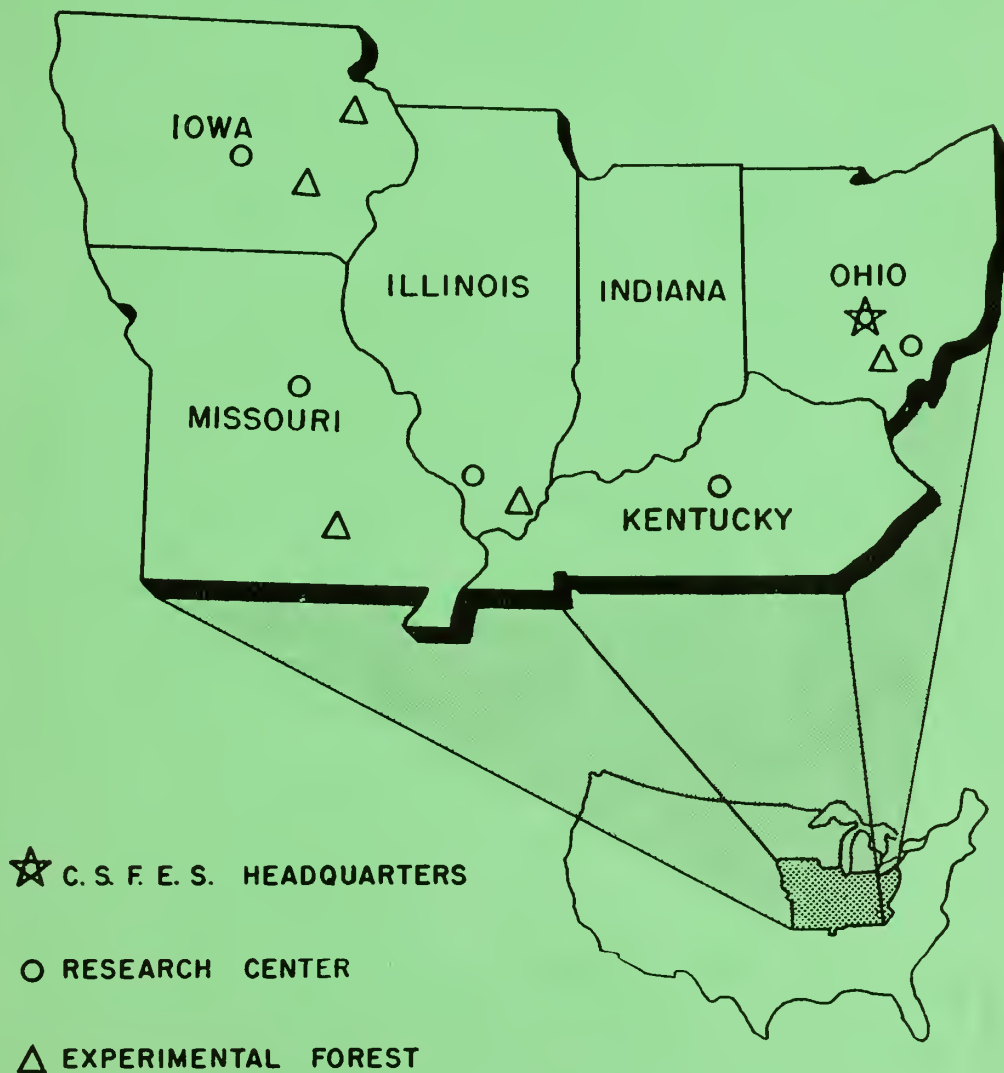 IOWA
ILLINOIS
INDIANA
OHIO
MISSOURI
KENTUCKY
C. S. F. E. S. HEADQUARTERS
RESEARCH CENTER
EXPERIMENTAL FOREST